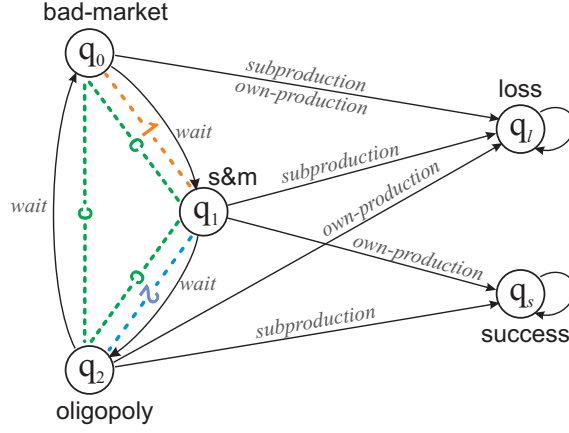 bad-market
q0
subproduction
own-production
loss
ql
1
wait
c
s&m
subproduction
q1
own-production
wait
c
own-production
c
2
wait
qs
success
subproduction
q2
oligopoly